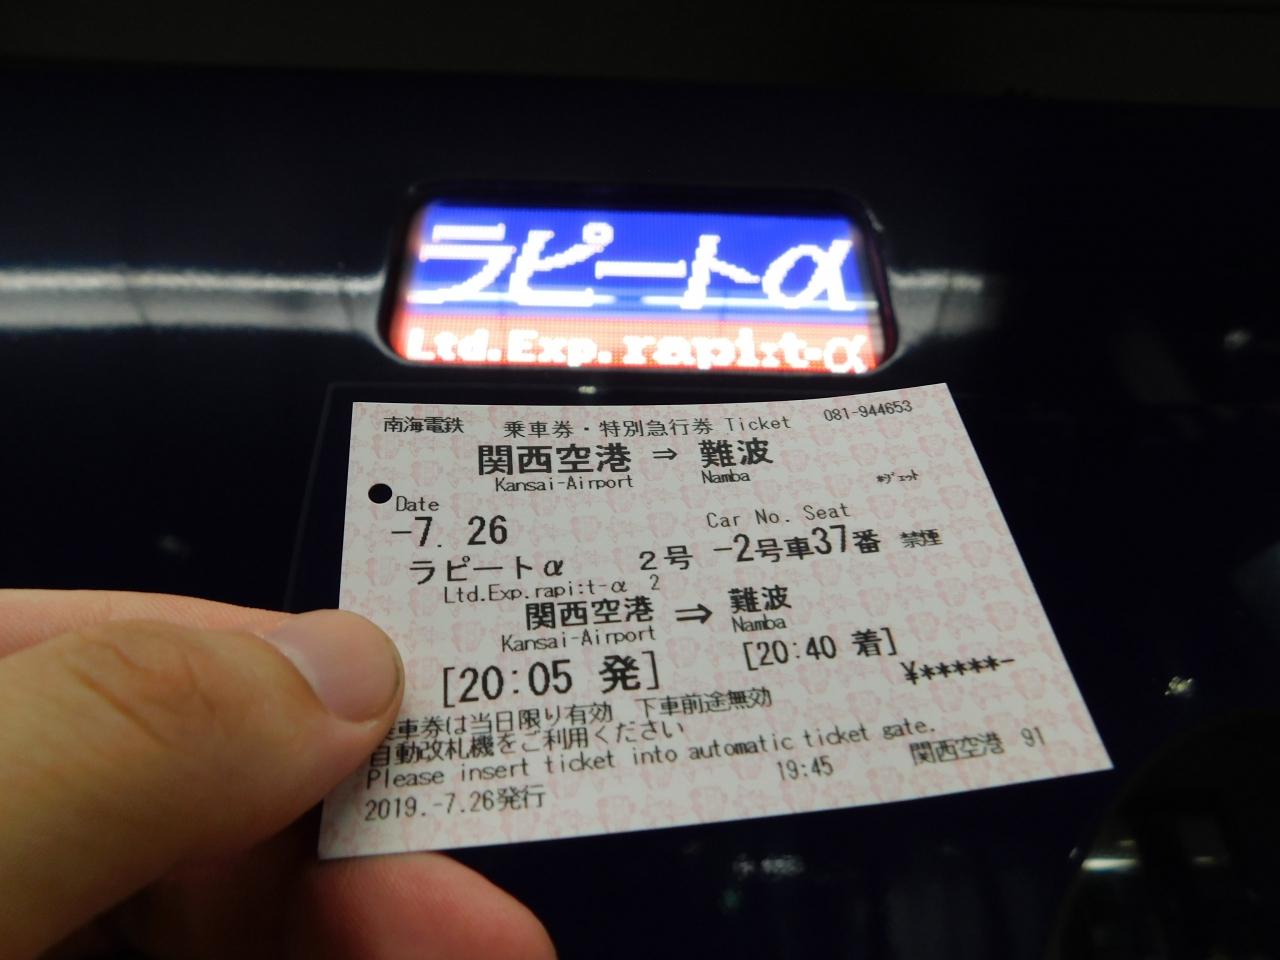 ラピートα
Ltd.Exp.rapi:t-α
南海電鉄 乗車券・特別急行券 Ticket 081-944653
関西空港 ⇒ 難波
Kansai-Airport Namba
Date
-7. 26
Car No. Seat
ラピートα 2号 -2号車37番 禁煙
Ltd.Exp.rapi:t-α 2
関西空港 ⇒ 難波
Kansai-Airport Namba
[20:05 発] [20:40 着]
¥*****-
車券は当日限り有効 下車前途無効
自動改札機をご利用ください
Please insert ticket into automatic ticket gate.
2019.-7.26発行 19:45 関西空港 91